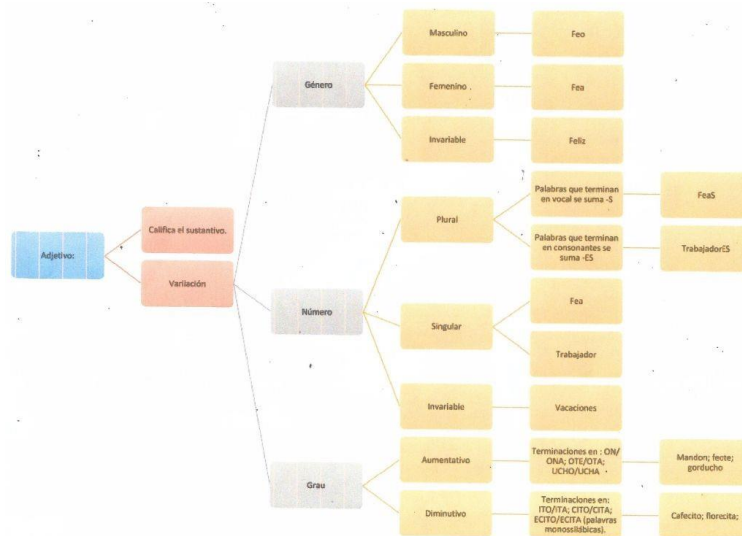 Adjetivo:
Califica el sustantivo.
Variación
Género
Masculino
Feo
Femenino
Fea
Invariable
Feliz
Número
Plural
Palabras que terminan
en vocal se suma -S
FeaS
Palabras que terminan
en consonantes se
suma -ES
TrabajadorES
Singular
Fea
Trabajador
Invariable
Vacaciones
Grau
Aumentativo
Terminaciones en : ON/
ONA; OTE/OTA;
UCHO/UCHA
Mandon; feote;
gorducho
Diminutivo
Terminaciones en:
ITO/ITA; CITO/CITA;
ECITO/ECITA (palavras
monossilábicas).
Cafecito; florecita;